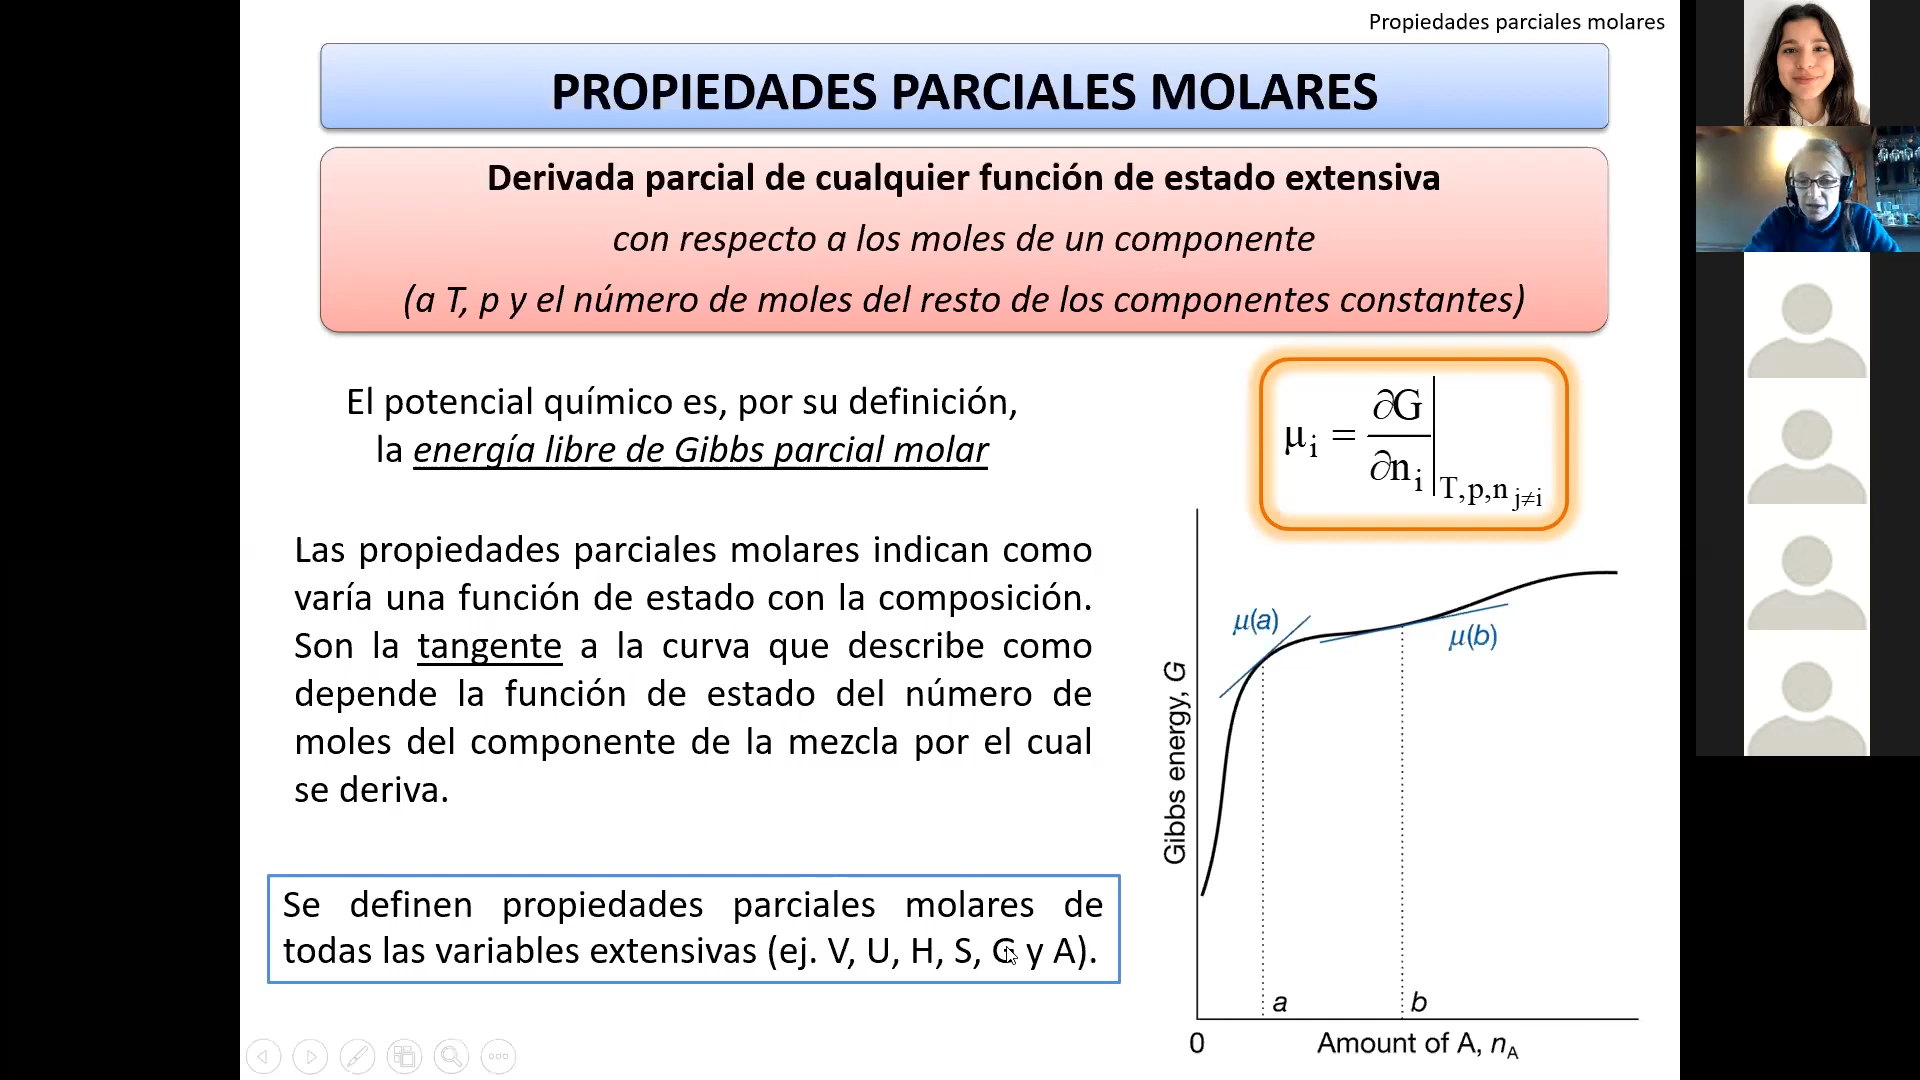 Propiedades parciales molares
PROPIEDADES PARCIALES MOLARES
Derivada parcial de cualquier función de estado extensiva
con respecto a los moles de un componente
(a T, p y el número de moles del resto de los componentes constantes)
El potencial químico es, por su definición,
la energía libre de Gibbs parcial molar
μi = ∂G/∂ni |T,p,nj≠i
Las propiedades parciales molares indican como
varía una función de estado con la composición.
Son la tangente a la curva que describe como
depende la función de estado del número de
moles del componente de la mezcla por el cual
se deriva.
Se definen propiedades parciales molares de
todas las variables extensivas (ej. V, U, H, S, G y A).
μ(a)
μ(b)
Gibbs energy, G
a
b
0
Amount of A, nA